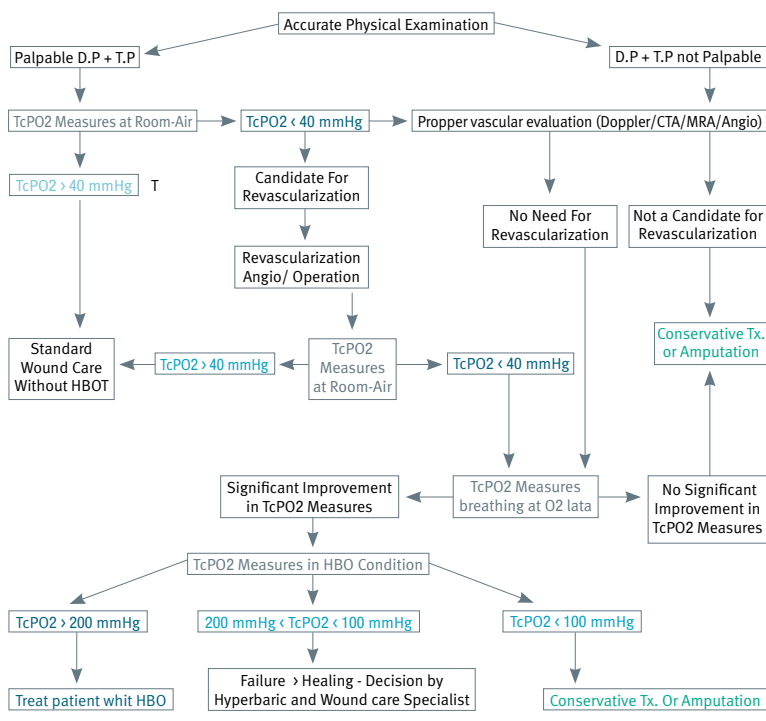 Accurate Physical Examination
Palpable D.P + T.P
D.P + T.P not Palpable
TcPO2 Measures at Room-Air
TcPO2 < 40 mmHg
Propper vascular evaluation (Doppler/CTA/MRA/Angio)
TcPO2 > 40 mmHg
T
Candidate For
Revascularization
No Need For
Revascularization
Not a Candidate for
Revascularization
Revascularization
Angio/ Operation
Standard
Wound Care
Without HBOT
TcPO2 > 40 mmHg
TcPO2
Measures
at Room-Air
TcPO2 < 40 mmHg
Conservative Tx.
or Amputation
Significant Improvement
in TcPO2 Measures
TcPO2 Measures
breathing at O2 lata
No Significant
Improvement in
TcPO2 Measures
TcPO2 Measures in HBO Condition
TcPO2 > 200 mmHg
200 mmHg < TcPO2 < 100 mmHg
TcPO2 < 100 mmHg
Treat patient whit HBO
Failure > Healing - Decision by
Hyperbaric and Wound care Specialist
Conservative Tx. Or Amputation